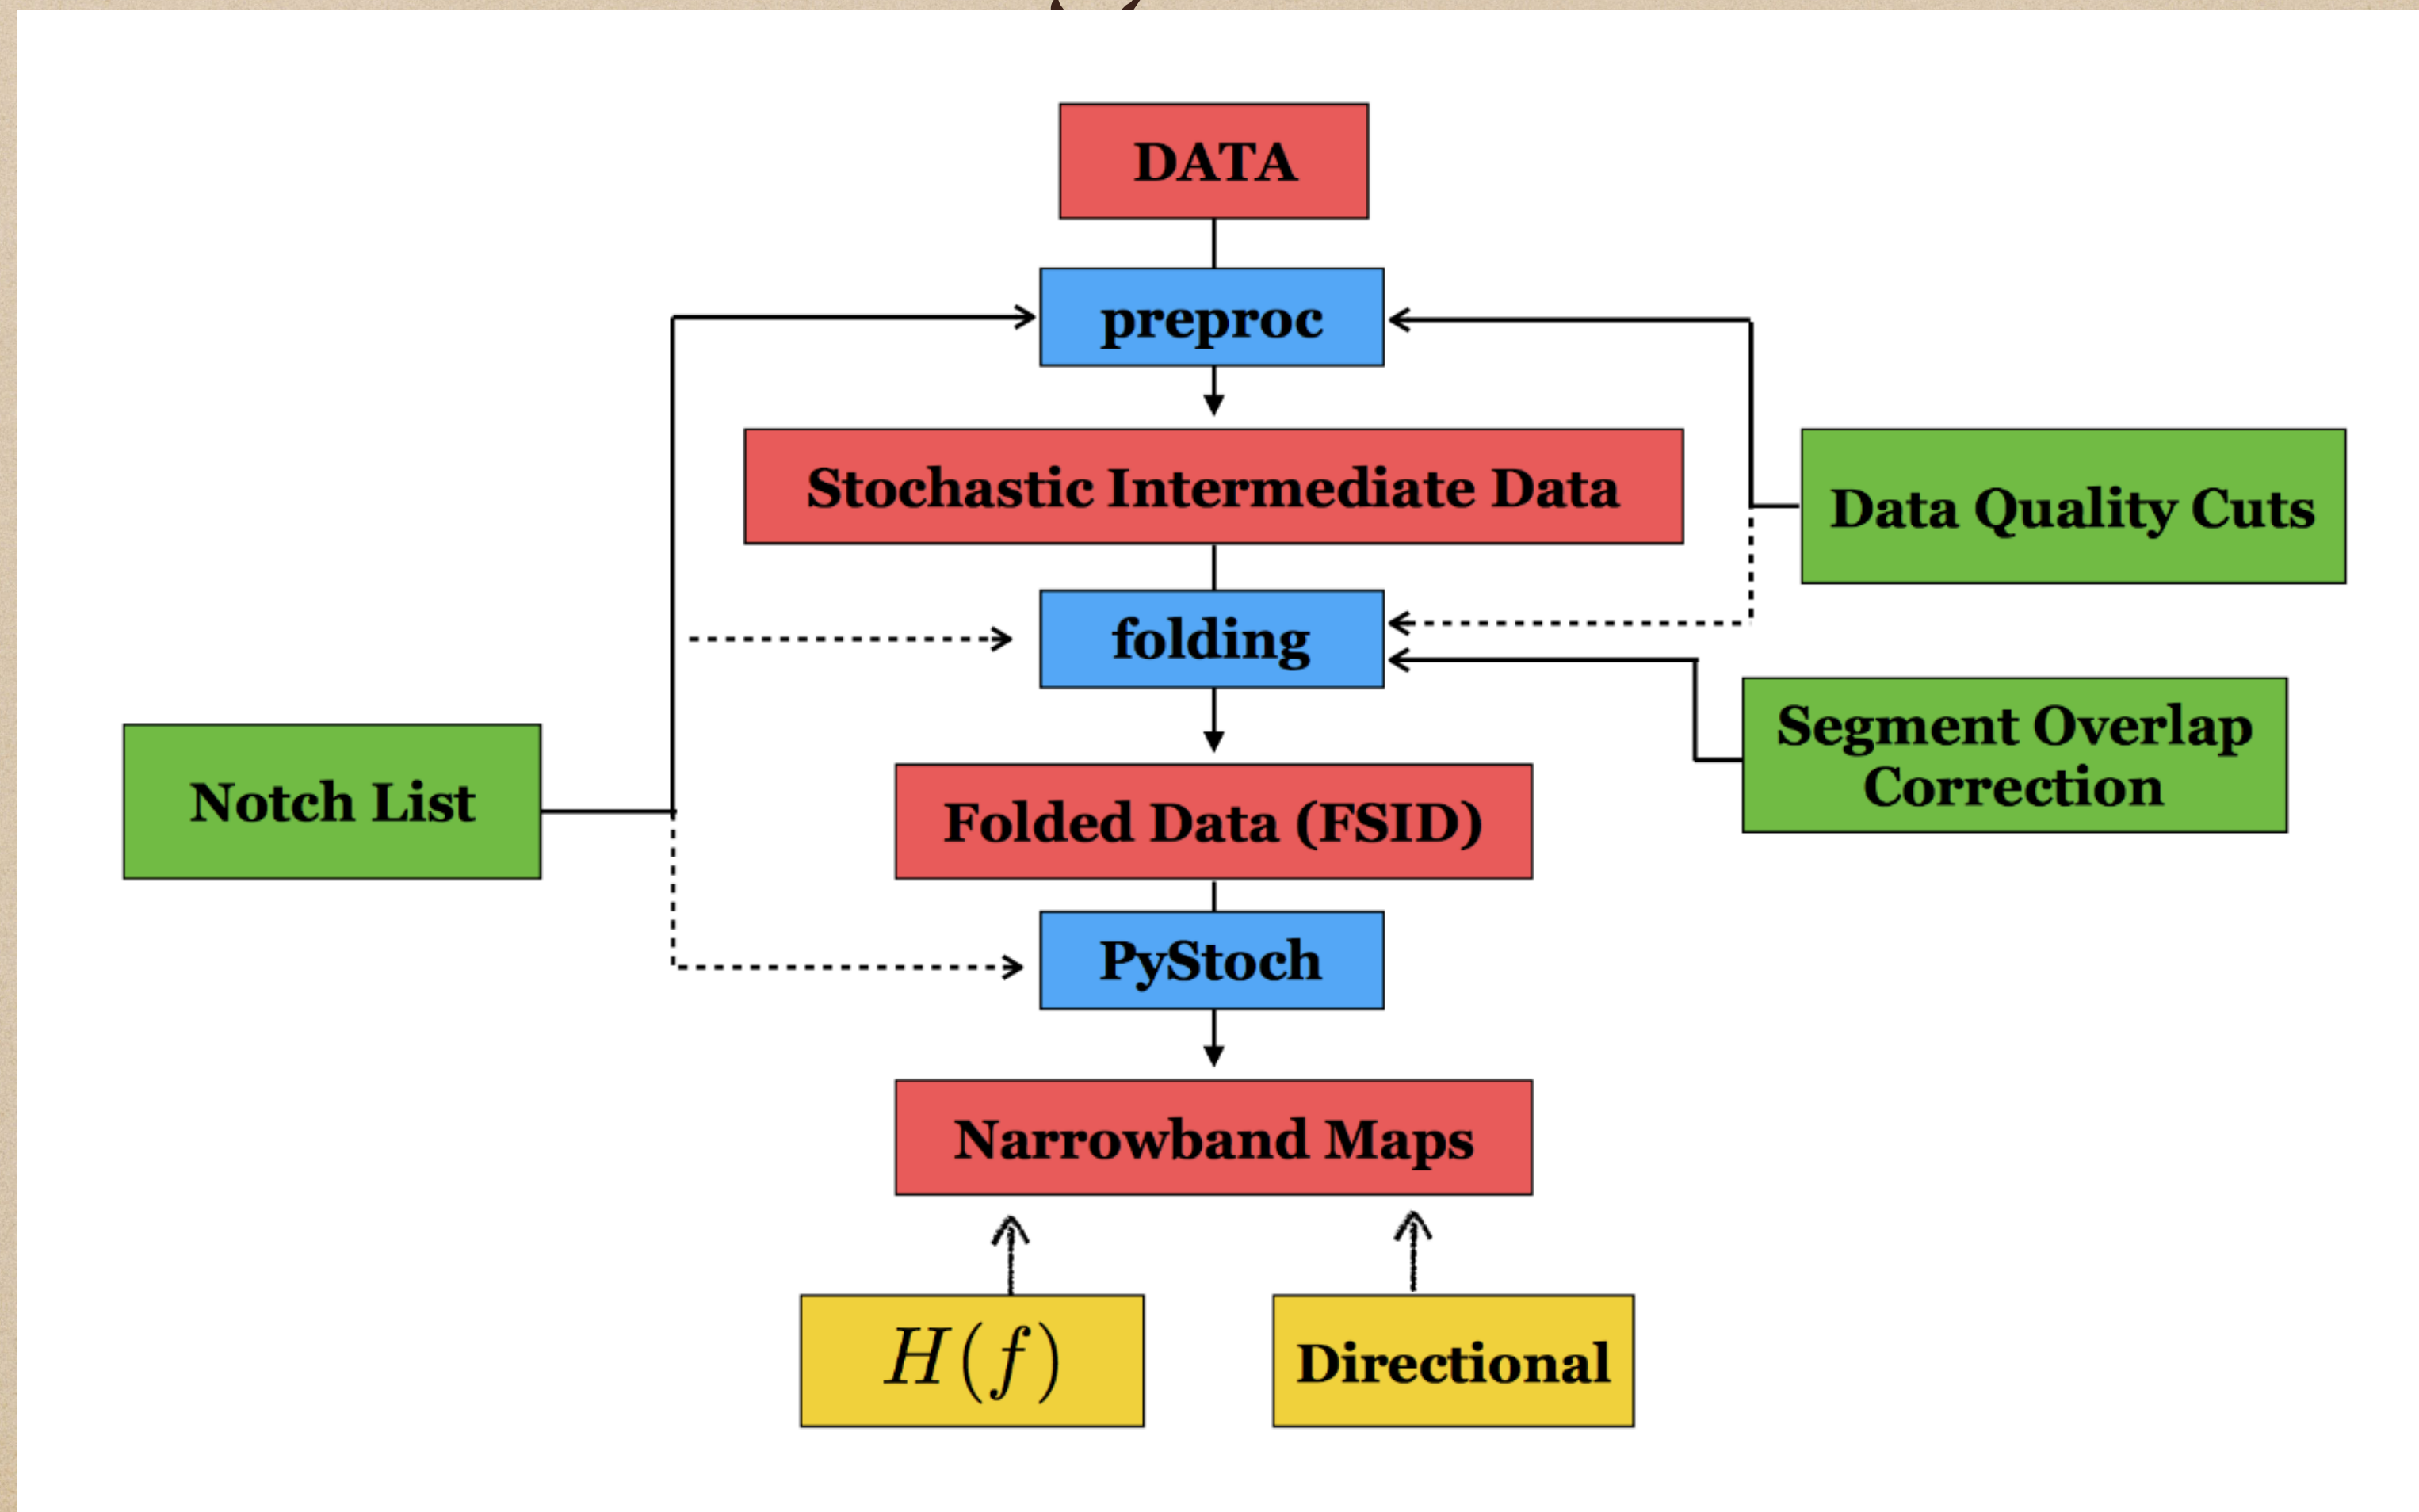 DATA
preproc
Stochastic Intermediate Data
Data Quality Cuts
folding
Segment Overlap
Correction
Notch List
Folded Data (FSID)
PyStoch
Narrowband Maps
H(f)
Directional